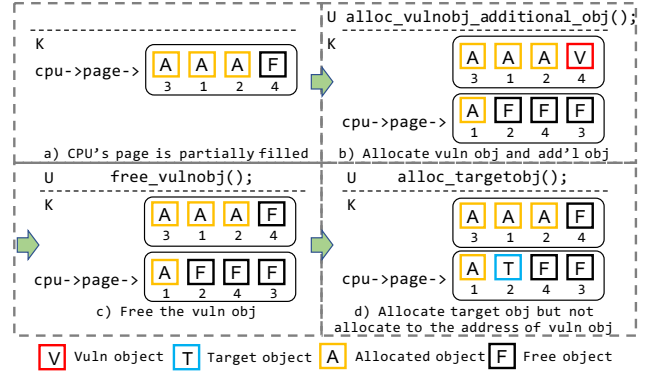 K
cpu->page->
A A A F
3 1 2 4
a) CPU's page is partially filled
U alloc_vulnobj_additional_obj();
K
A A A V
3 1 2 4
cpu->page->
A F F F
1 2 4 3
b) Allocate vuln obj and add'l obj
U free_vulnobj();
K
A A A F
3 1 2 4
cpu->page->
A F F F
1 2 4 3
c) Free the vuln obj
U alloc_targetobj();
K
A A A F
3 1 2 4
cpu->page->
A T F F
1 2 4 3
d) Allocate target obj but not
allocate to the address of vuln obj
V Vuln object T Target object A Allocated object F Free object